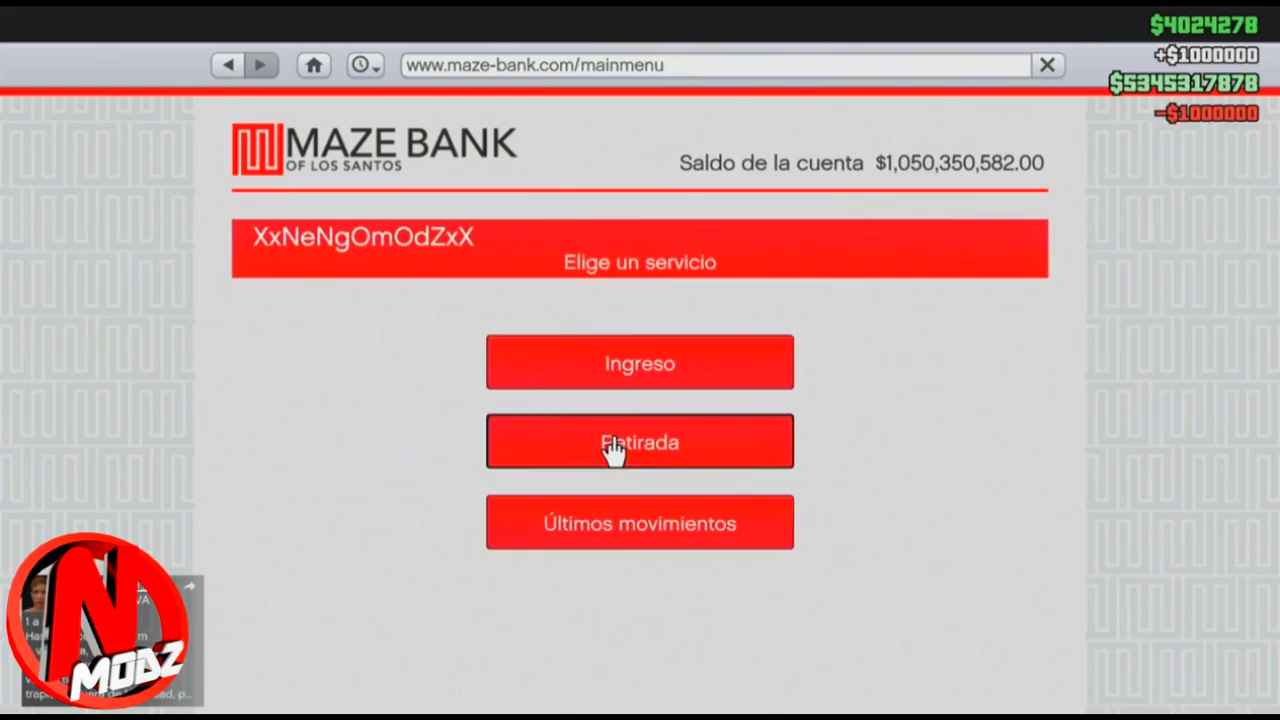 $4024278
+$1000000
$5345317878
-$1000000
www.maze-bank.com/mainmenu
MAZE BANK
OF LOS SANTOS
Saldo de la cuenta $1,050,350,582.00
XxNeNgOmOdZxX
Elige un servicio
Ingreso
Retirada
Últimos movimientos
N
MODZ